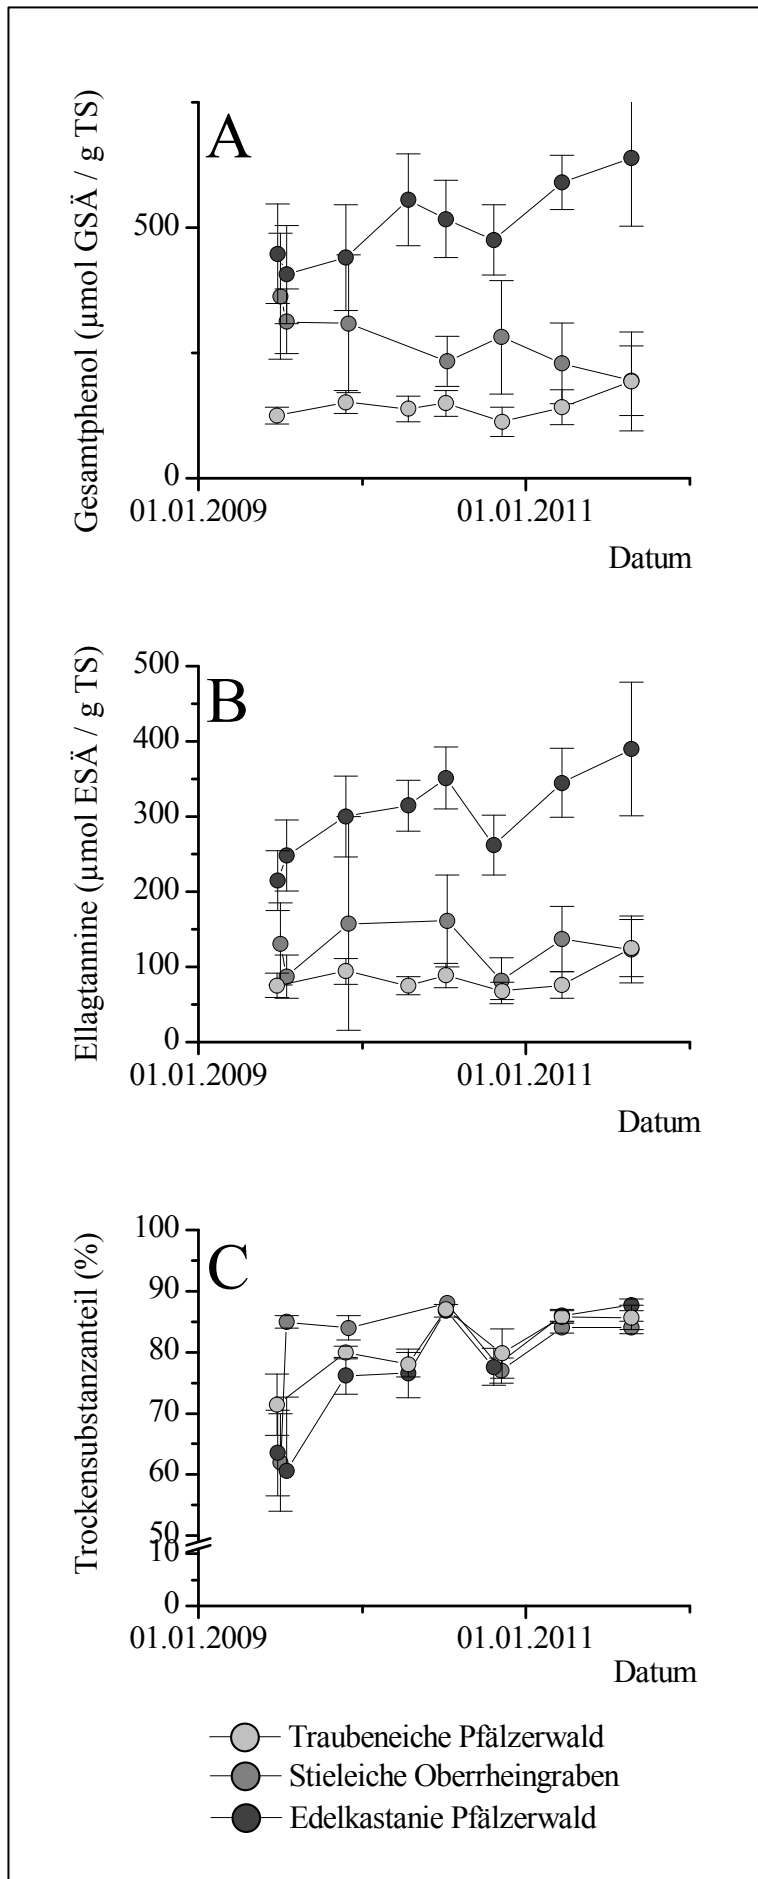 A
Gesamtphenol (µmol GSÄ / g TS)
500
0
01.01.2009 01.01.2011
Datum
B
Ellagtannine (µmol ESÄ / g TS)
500
400
300
200
100
0
01.01.2009 01.01.2011
Datum
C
Trockensubstanzanteil (%)
100
90
80
70
60
50
10
0
01.01.2009 01.01.2011
Datum
Traubeneiche Pfälzerwald
Stieleiche Oberrheingraben
Edelkastanie Pfälzerwald